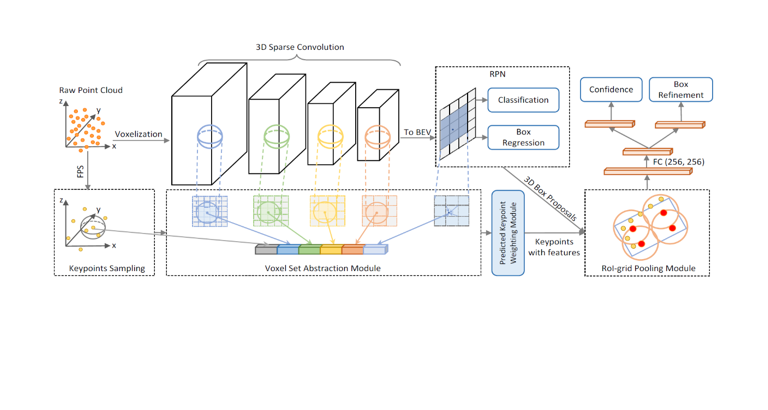 3D Sparse Convolution
RPN
Raw Point Cloud
z
y
x
Voxelization
To BEV
Classification
Box
Regression
Confidence
Box
Refinement
FC (256, 256)
FPS
3D Box Proposals
z
y
x
Keypoints Sampling
Voxel Set Abstraction Module
Predicted Keypoint
Weighting Module
Keypoints
with features
RoI-grid Pooling Module